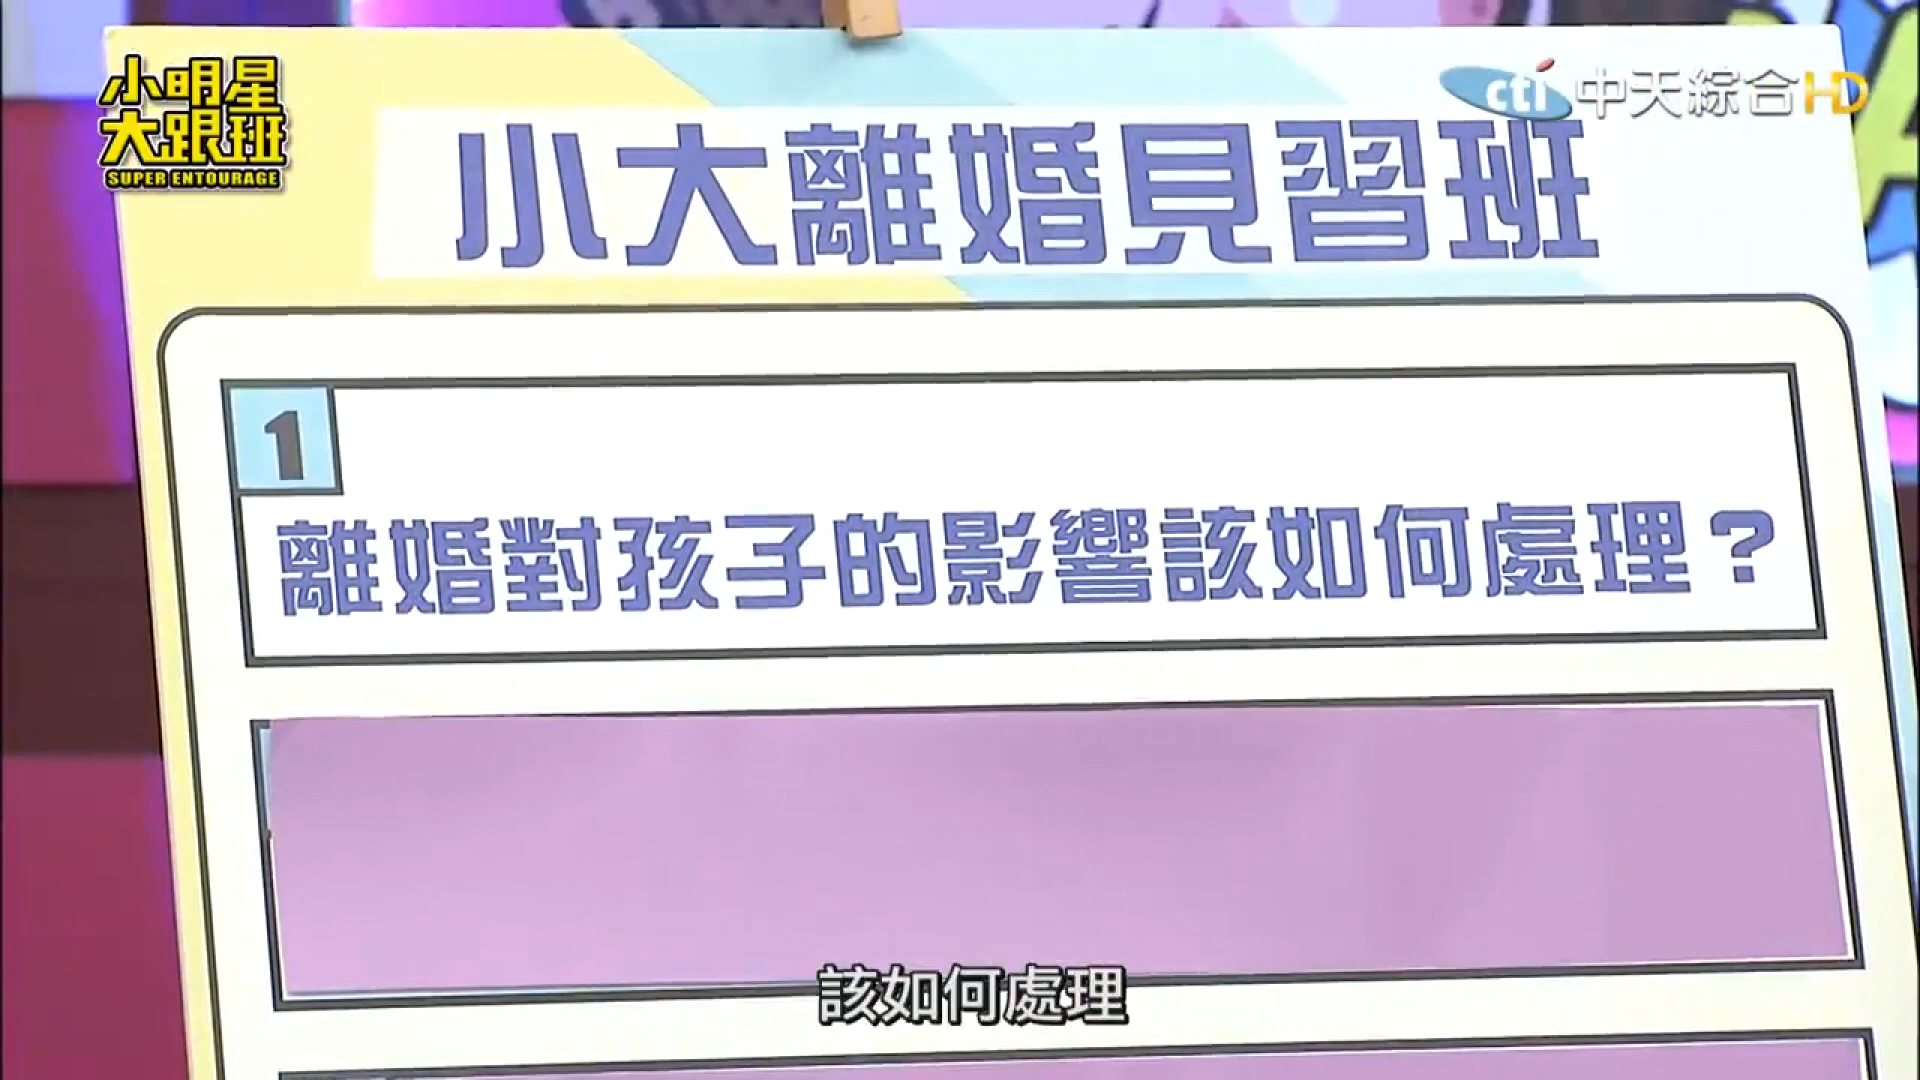 小明星
大跟班
SUPER ENTOURAGE
cti 中天綜合HD
小大離婚見習班
1
離婚對孩子的影響該如何處理？
該如何處理